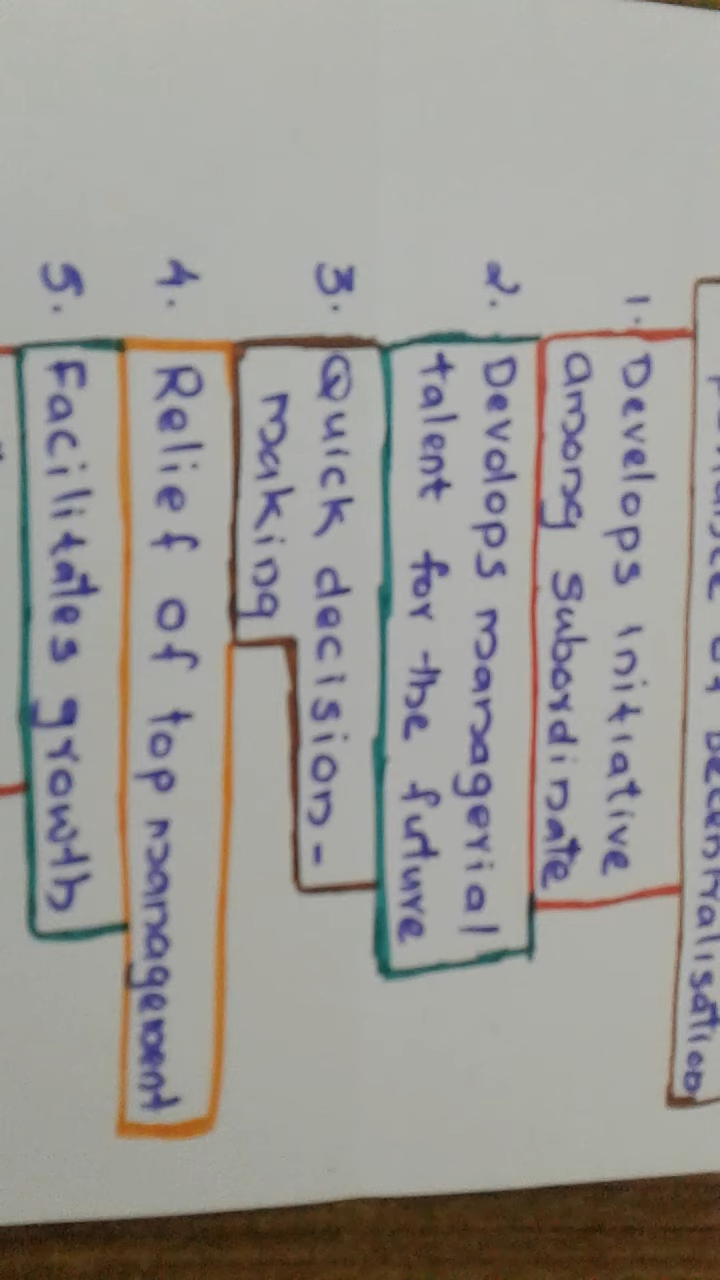 Decentralisation
1. Develops initiative
among subordinate
2. Devolops managerial
talent for the future
3. Quick decision-
making
4. Relief of top management
5. Facilitates growth